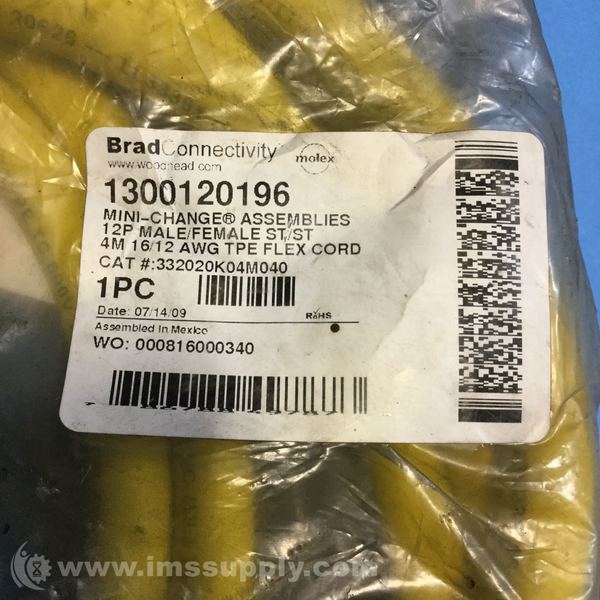 BradConnectivity
molex
www.woodhead.com
1300120196
MINI-CHANGE® ASSEMBLIES
12P MALE/FEMALE ST/ST
4M 16/12 AWG TPE FLEX CORD
CAT #:332020K04M040
1PC
Date: 07/14/09
RoHS
Assembled In Mexico
WO: 000816000340
www.imssupply.com